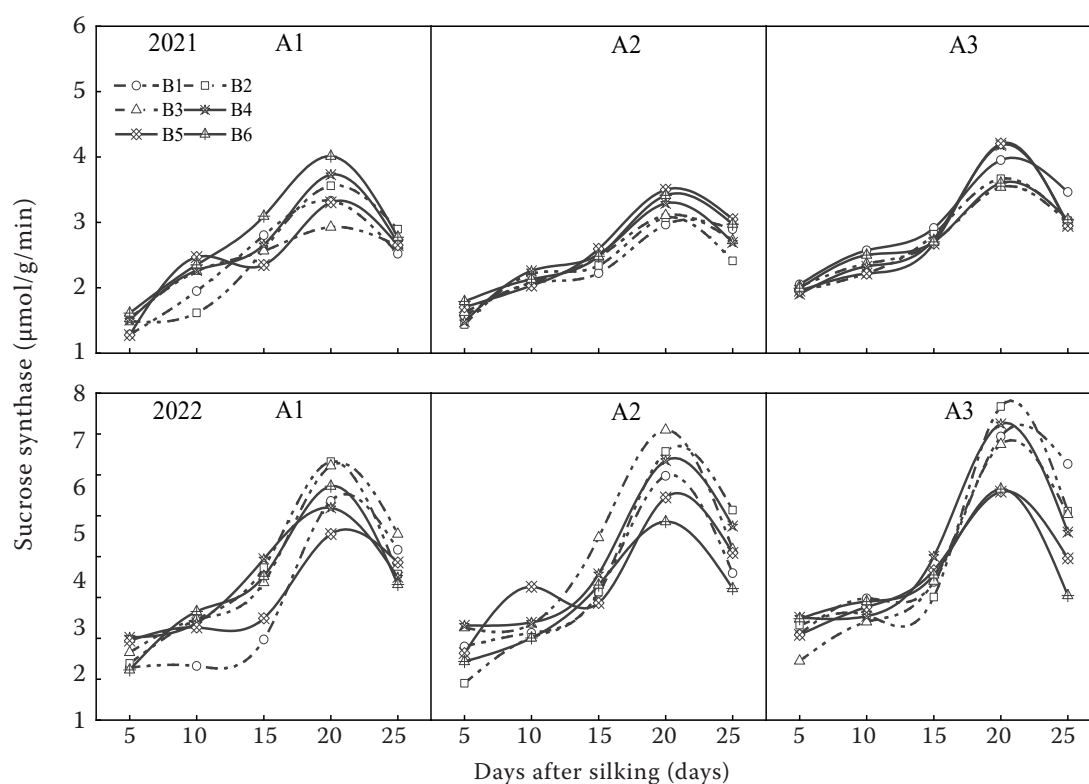 Sucrose synthase (µmol/g/min)
2021 A1 A2 A3
B1 B2
B3 B4
B5 B6
6
5
4
3
2
1
2022 A1 A2 A3
8
7
6
5
4
3
2
1
5 10 15 20 25 5 10 15 20 25 5 10 15 20 25
Days after silking (days)